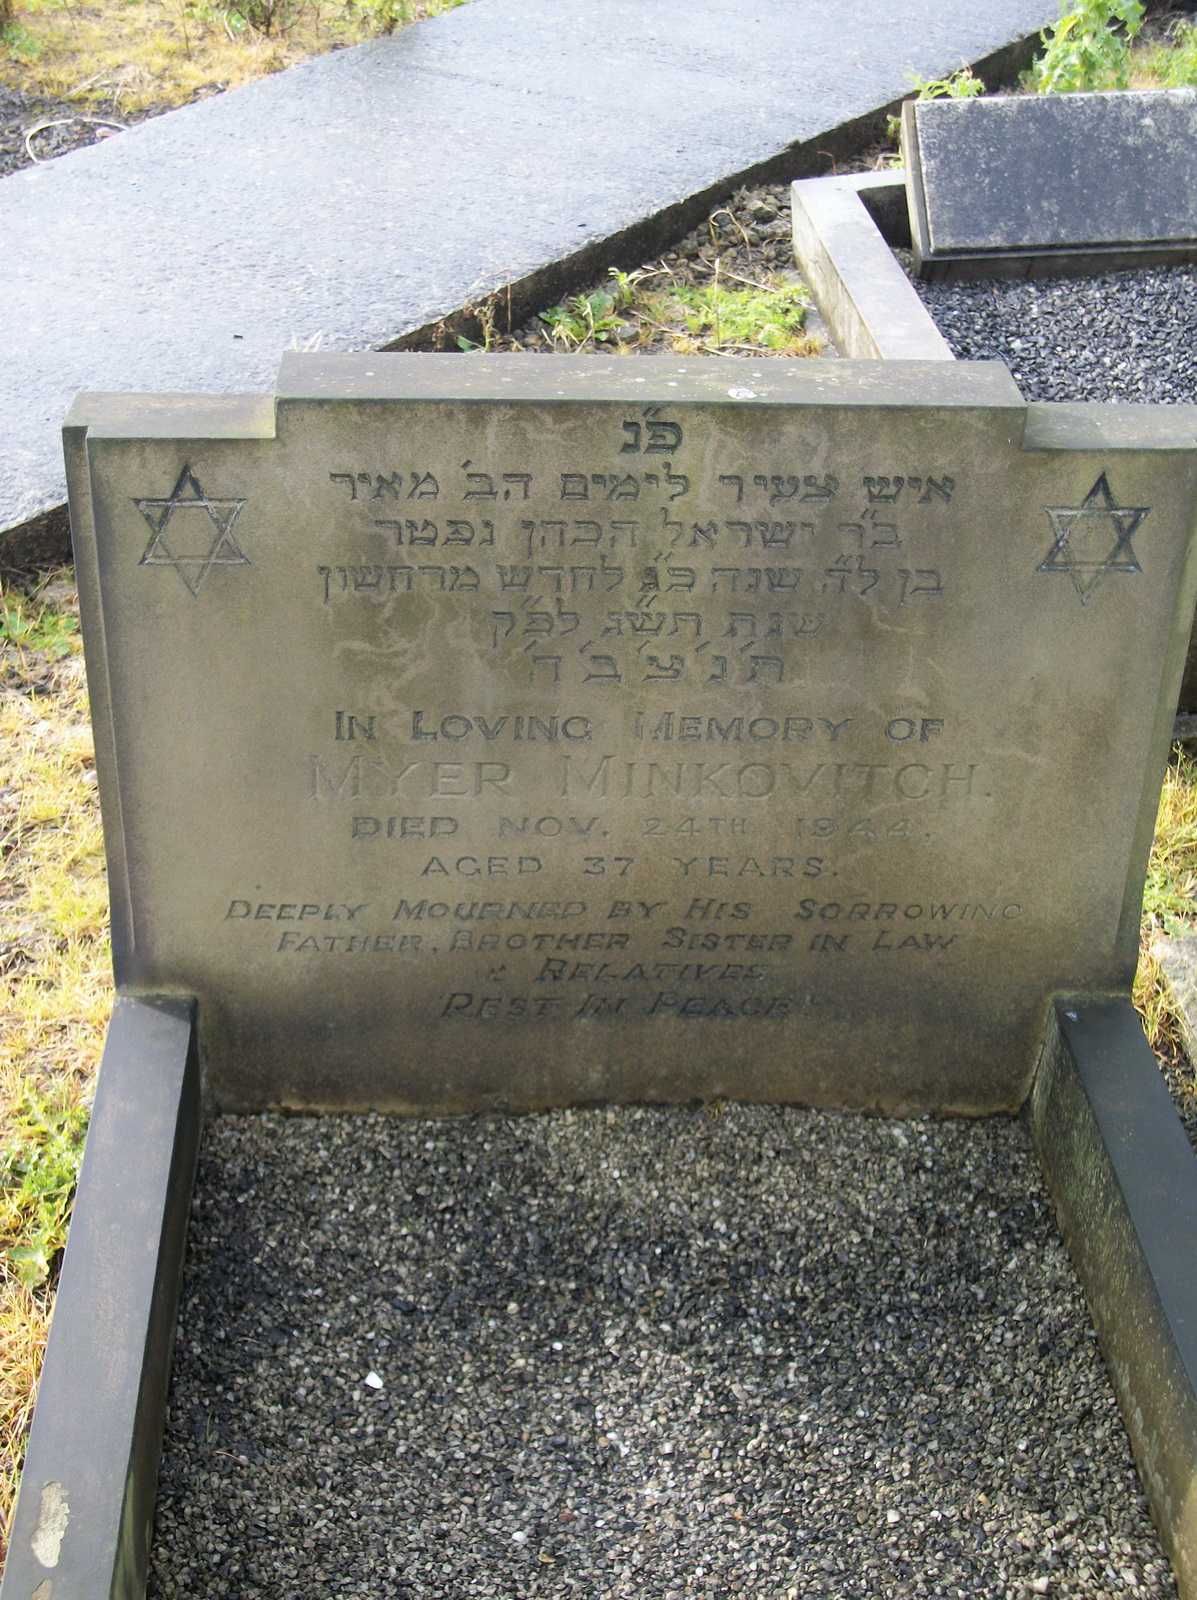 פ״נ
איש צעיר לימים הב׳ מאיר
ב״ר ישראל הכהן נפטר
בן ל״ה שנה כ״ג לחדש מרחשון
שנת תש״ג לפ״ק
ת׳נ׳צ׳ב׳ה׳
IN LOVING MEMORY OF
MYER MINKOVITCH.
DIED NOV. 24TH 1944.
AGED 37 YEARS.
DEEPLY MOURNED BY HIS SORROWING
FATHER, BROTHER SISTER IN LAW
& RELATIVES
REST IN PEACE